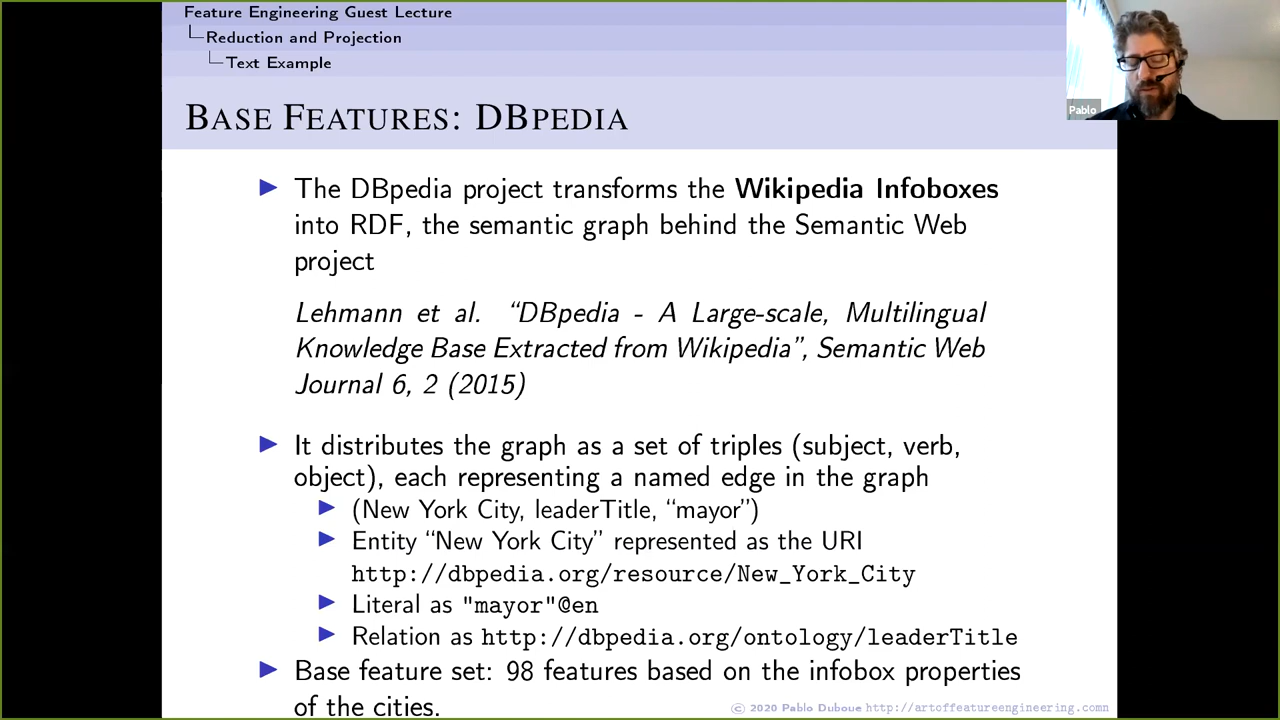 Feature Engineering Guest Lecture
Reduction and Projection
Text Example
BASE FEATURES: DBPEDIA
Pablo
The DBpedia project transforms the Wikipedia Infoboxes
into RDF, the semantic graph behind the Semantic Web
project
Lehmann et al. “DBpedia - A Large-scale, Multilingual
Knowledge Base Extracted from Wikipedia”, Semantic Web
Journal 6, 2 (2015)
It distributes the graph as a set of triples (subject, verb,
object), each representing a named edge in the graph
(New York City, leaderTitle, “mayor”)
Entity “New York City” represented as the URI
http://dbpedia.org/resource/New_York_City
Literal as "mayor"@en
Relation as http://dbpedia.org/ontology/leaderTitle
Base feature set: 98 features based on the infobox properties
of the cities.
© 2020 Pablo Duboue http://artoffeatureengineering.comn